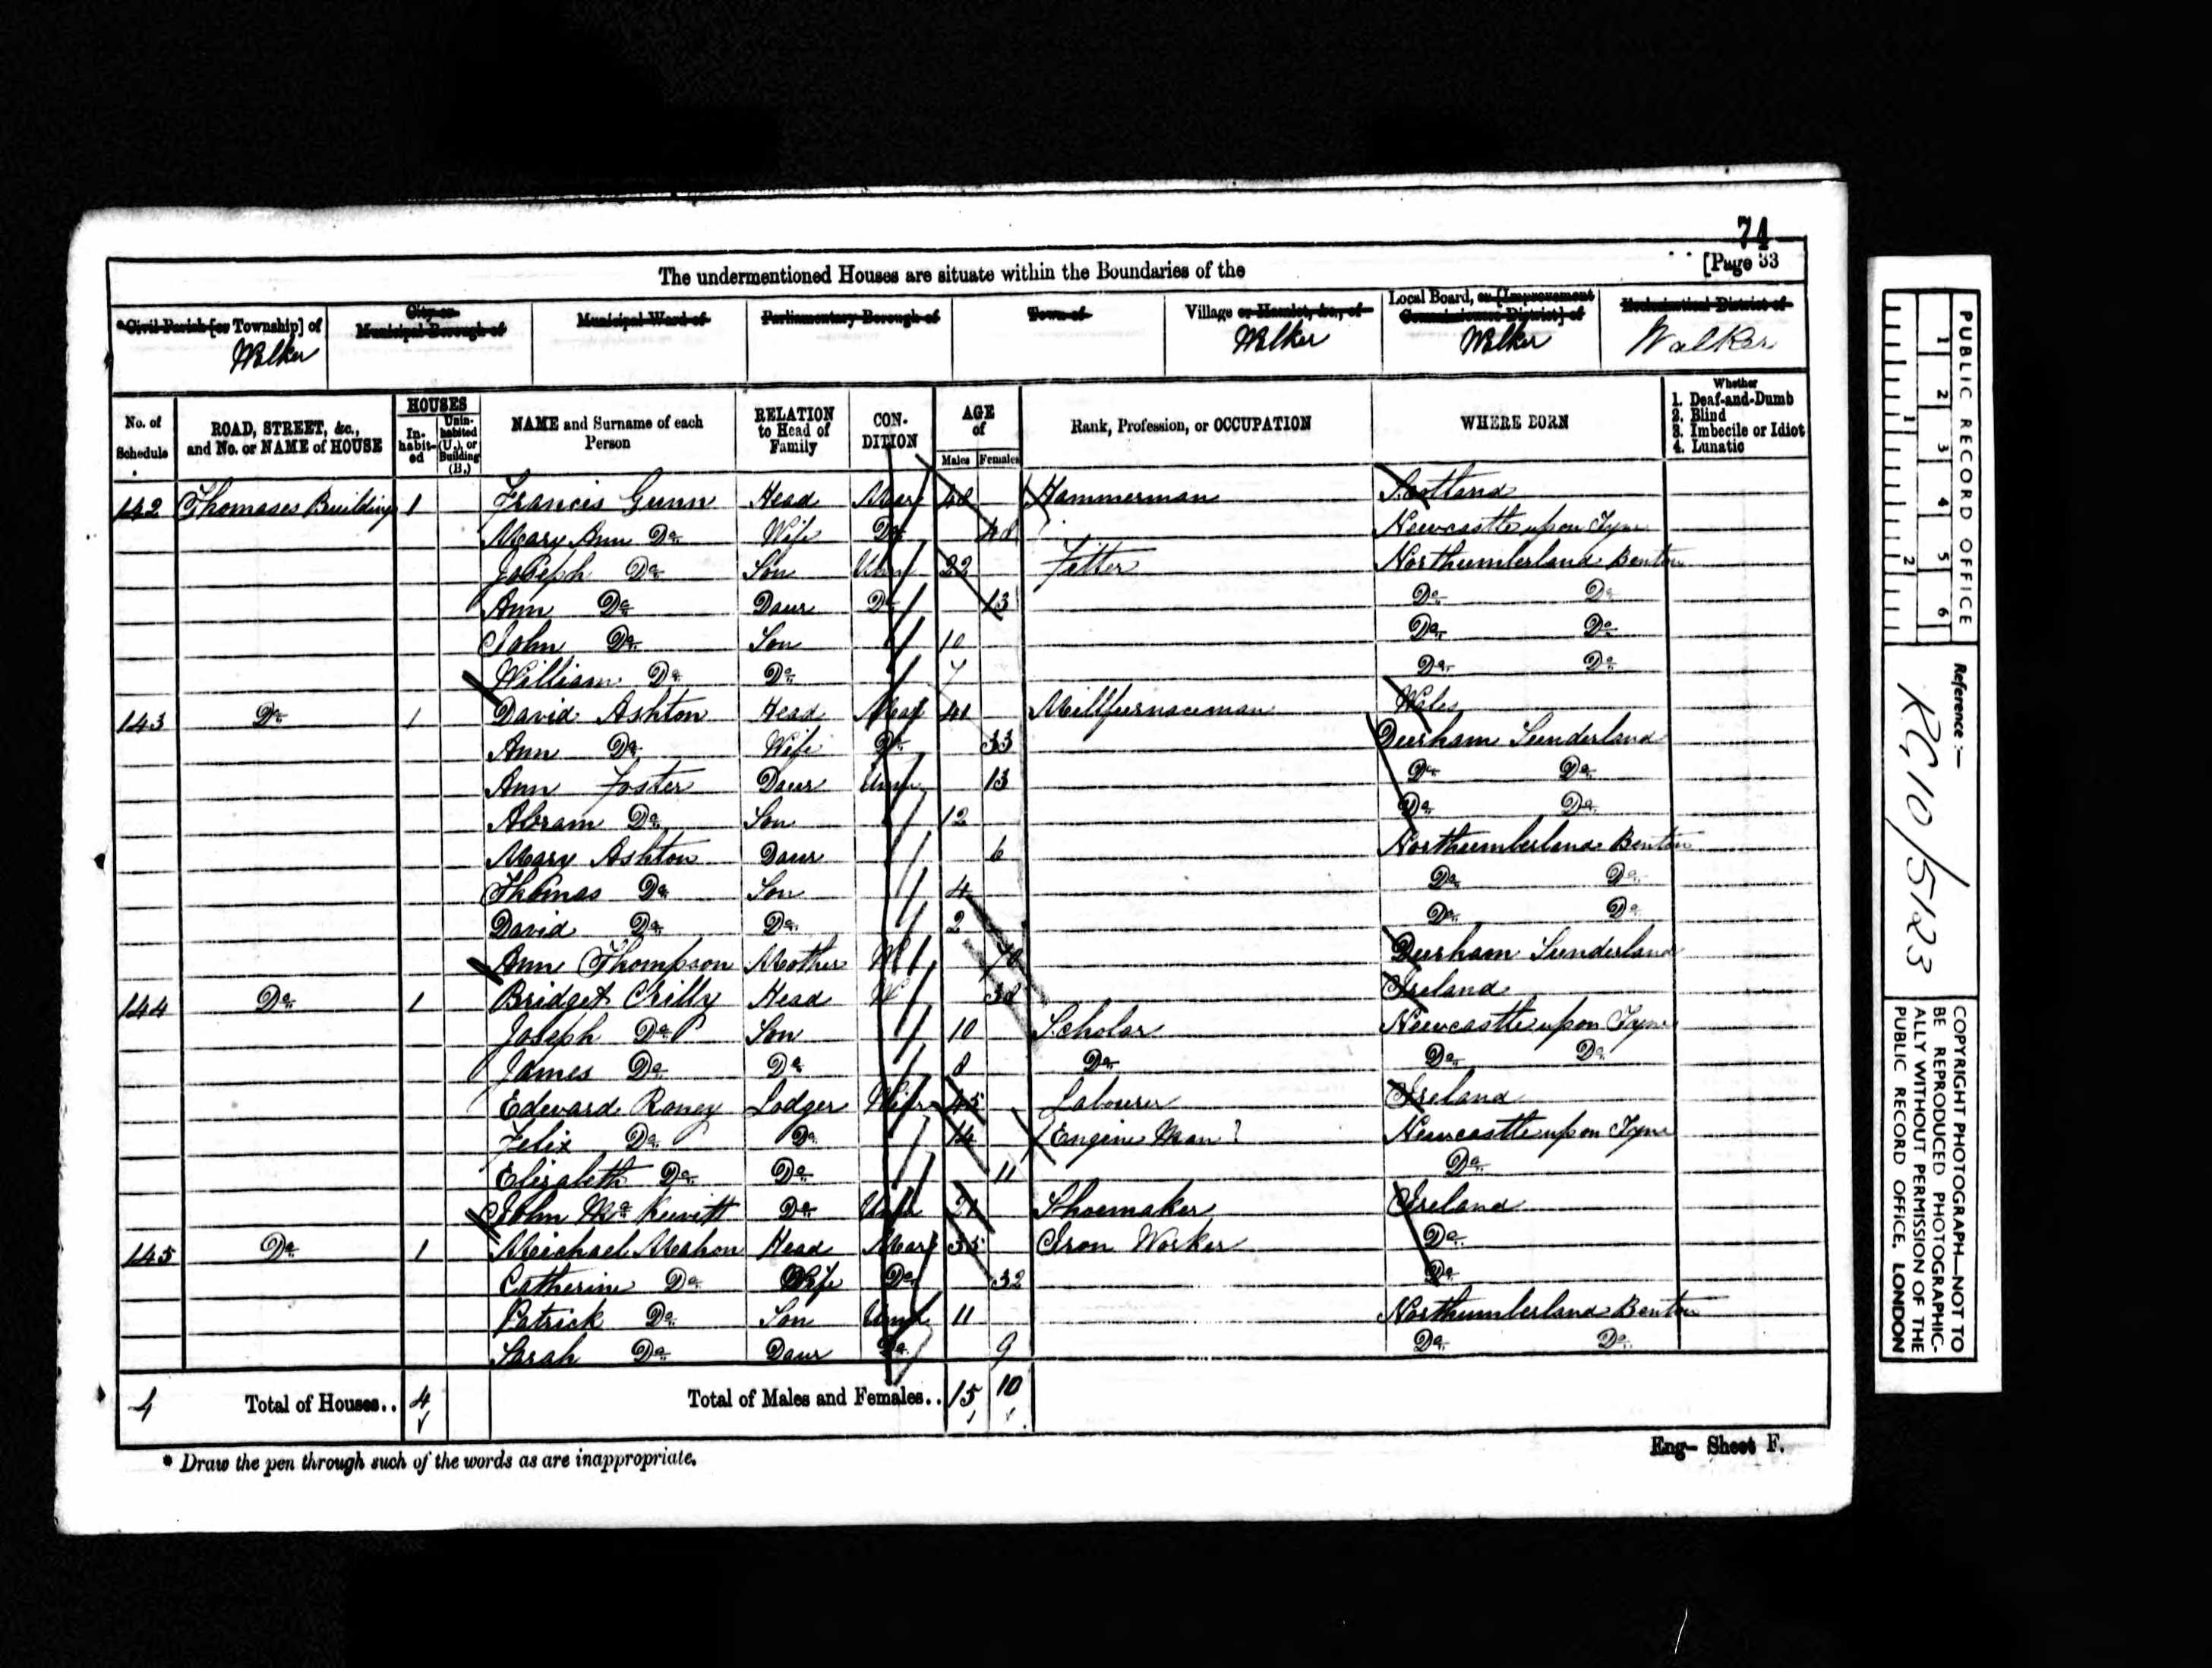 74
The undermentioned Houses are situate within the Boundaries of the [Page 33
*Civil Parish [or Township] of City or Municipal Borough of Municipal Ward of Parliamentary Borough of Town of Village or Hamlet, &c., of Local Board, or [Improvement Commissioners District] of Ecclesiastical District of
Walker Walker Walker Walker
No. of Schedule ROAD, STREET, &c., and No. or NAME of HOUSE HOUSES Inhabited Uninhabited (U.), or Building (B.) NAME and Surname of each Person RELATION to Head of Family CONDITION AGE of Males Females Rank, Profession, or OCCUPATION WHERE BORN Whether 1. Deaf-and-Dumb 2. Blind 3. Imbecile or Idiot 4. Lunatic
142 Thomases Building 1 Francis Gunn Head Mar 48 Hammerman Scotland
Mary Ann Do Wife Do 48 Newcastle upon Tyne
Joseph Do Son Unm 22 Fitter Northumberland Benton
Ann Do Daur Do 13 Do Do
John Do Son 10 Do Do
William Do Do 7 Do Do
143 Do 1 David Ashton Head Mar 41 Millfurnaceman Wales
Ann Do Wife Do 33 Durham Sunderland
Ann Foster Daur Unm 13 Do Do
Abram Do Son 12 Do Do
Mary Ashton Daur 6 Northumberland Benton
Thomas Do Son 4 Do Do
David Do Do 2 Do Do
Ann Thompson Mother W 70 Durham Sunderland
144 Do 1 Bridget Crilly Head W 38 Ireland
Joseph Do Son 10 Scholar Newcastle upon Tyne
James Do Do 8 Do Do Do
Edward Roney Lodger Widr 45 Labourer Ireland
Felix Do Do 14 Engine Man ? Newcastle upon Tyne
Elizabeth Do Do 11 Do
John Mc Kevitt Do Unm Shoemaker Ireland
145 Do 1 Meichael Mahon Head Mar 35 Iron Worker Do
Catherine Do Wife Do 32 Do
Patrick Do Son Unm 11 Northumberland Benton
Sarah Do Daur Do 9 Do Do
4 Total of Houses.. 4 Total of Males and Females.. 15 10
* Draw the pen through such of the words as are inappropriate.
Eng- Sheet F.
PUBLIC RECORD OFFICE
1 2 3 4 5 6
1 2
Reference :-
RG 10/5123
COPYRIGHT PHOTOGRAPH—NOT TO
BE REPRODUCED PHOTOGRAPHIC-
ALLY WITHOUT PERMISSION OF THE
PUBLIC RECORD OFFICE, LONDON